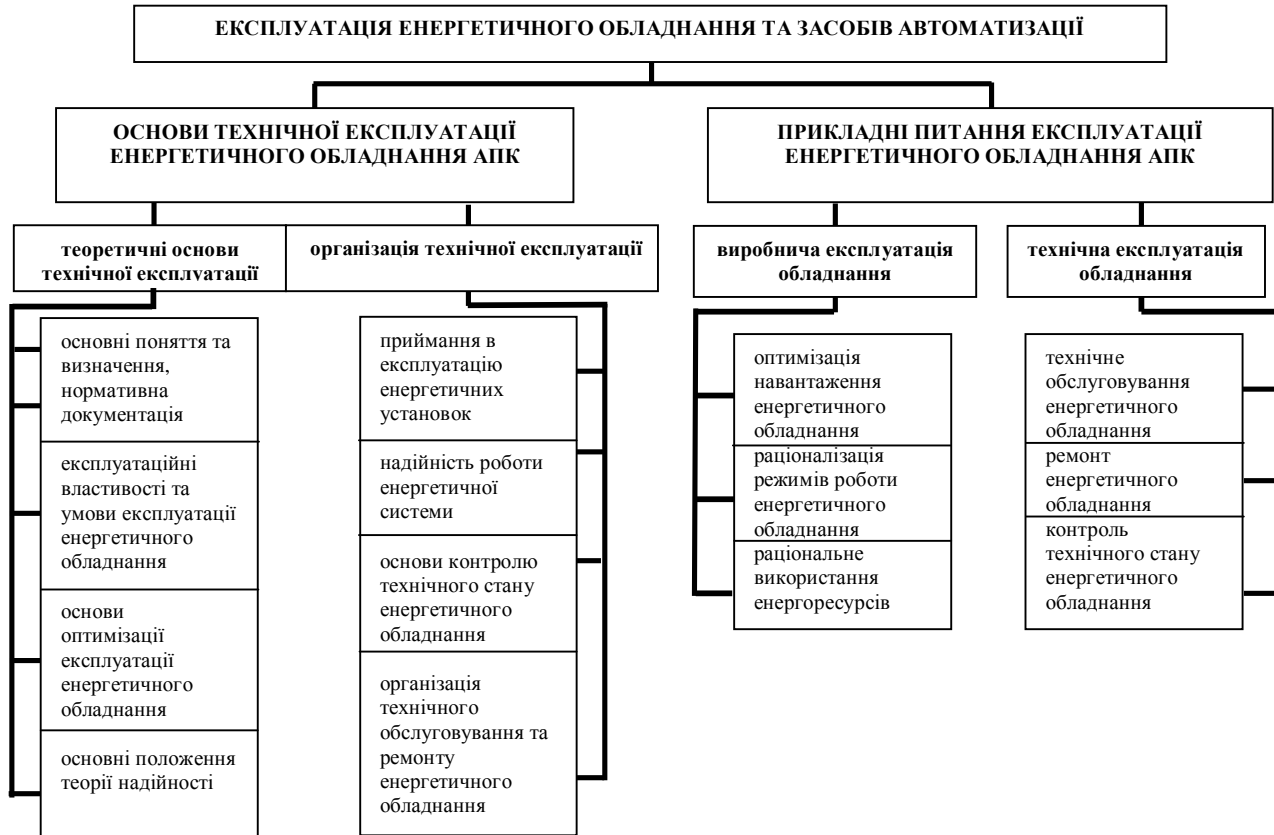 ЕКСПЛУАТАЦІЯ ЕНЕРГЕТИЧНОГО ОБЛАДНАННЯ ТА ЗАСОБІВ АВТОМАТИЗАЦІЇ
ОСНОВИ ТЕХНІЧНОЇ ЕКСПЛУАТАЦІЇ
ЕНЕРГЕТИЧНОГО ОБЛАДНАННЯ АПК
ПРИКЛАДНІ ПИТАННЯ ЕКСПЛУАТАЦІЇ
ЕНЕРГЕТИЧНОГО ОБЛАДНАННЯ АПК
теоретичні основи
технічної експлуатації
організація технічної експлуатації
виробнича експлуатація
обладнання
технічна експлуатація
обладнання
основні поняття та
визначення,
нормативна
документація
експлуатаційні
властивості та
умови експлуатації
енергетичного
обладнання
основи
оптимізації
експлуатації
енергетичного
обладнання
основні положення
теорії надійності
приймання в
експлуатацію
енергетичних
установок
надійність роботи
енергетичної
системи
основи контролю
технічного стану
енергетичного
обладнання
організація
технічного
обслуговування та
ремонту
енергетичного
обладнання
оптимізація
навантаження
енергетичного
обладнання
раціоналізація
режимів роботи
енергетичного
обладнання
раціональне
використання
енергоресурсів
технічне
обслуговування
енергетичного
обладнання
ремонт
енергетичного
обладнання
контроль
технічного стану
енергетичного
обладнання